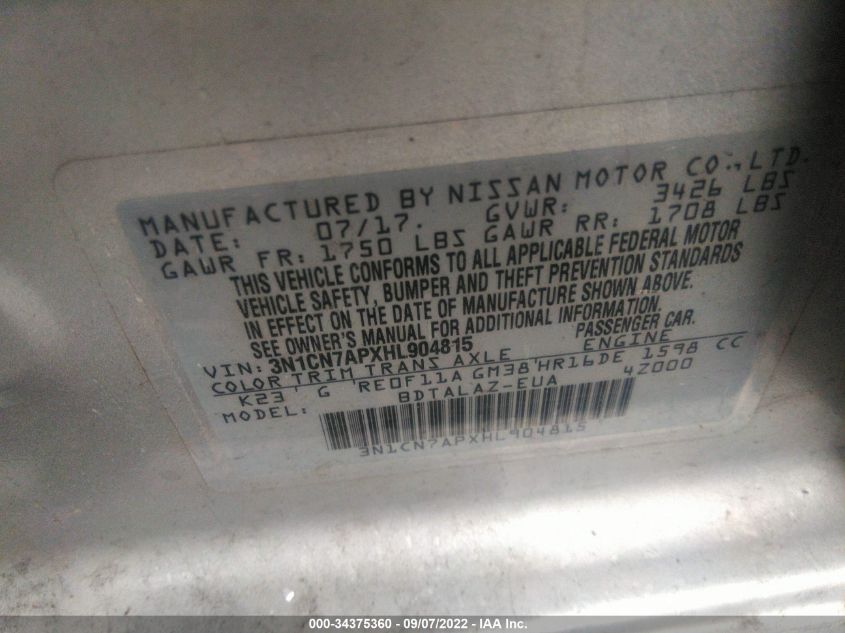 MANUFACTURED BY NISSAN MOTOR CO.,LTD.
DATE: 07/17. GVWR: 3426 LBS
GAWR FR: 1750 LBS GAWR RR: 1708 LBS
THIS VEHICLE CONFORMS TO ALL APPLICABLE FEDERAL MOTOR
VEHICLE SAFETY, BUMPER AND THEFT PREVENTION STANDARDS
IN EFFECT ON THE DATE OF MANUFACTURE SHOWN ABOVE.
SEE OWNER'S MANUAL FOR ADDITIONAL INFORMATION.
VIN: 3N1CN7APXHL904815 PASSENGER CAR.
COLOR TRIM TRANS AXLE ENGINE
K23' G 'RE0F11A GM38'HR16DE 1598 CC
MODEL: BDTALAZ-EUA 4Z000
3N1CN7APXHL904815
000-34375360 - 09/07/2022 - IAA Inc.